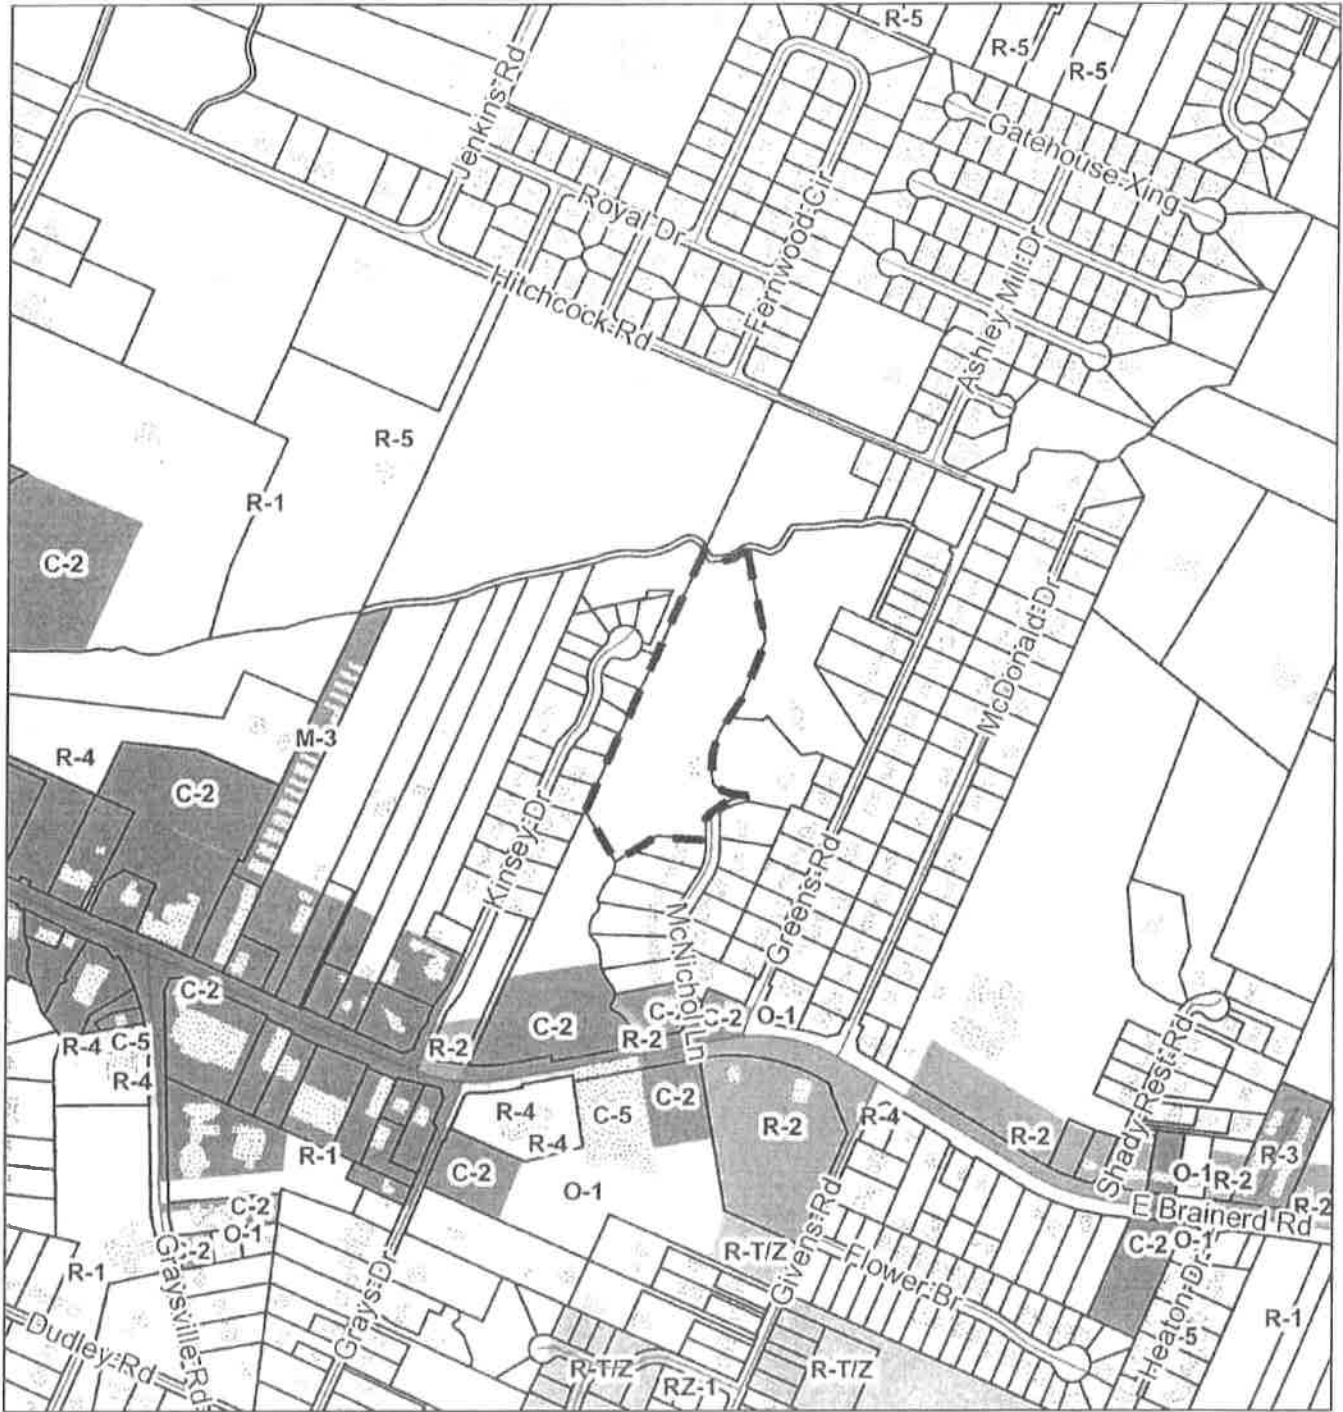 R-5
R-5
R-5
Jenkins Rd
Gatehouse Xing
Royal Dr
Fernwood Cir
Hitchcock Rd
Ashley Mill D
R-5
R-1
C-2
McDonald Dr
M-3
R-4
C-2
Kinsey Dr
Greens Rd
McNichol Ln
C-2
C-2
C-2
C-2
O-1
R-2
R-2
R-4
C-5
R-4
R-4
C-5
C-2
R-4
R-2
R-4
R-2
Shady Rest Rd
R-3
R-1
C-2
O-1
O-1
R-2
R-2
E Brainerd Rd
C-2
O-1
C-2
O-1
-2
R-T/Z
Givens Rd
Flower Br
R-1
Graysville Rd
Grays Dr
Heaton D
-5
R-1
Dudley Rd
R-T/Z
RZ-1
R-T/Z